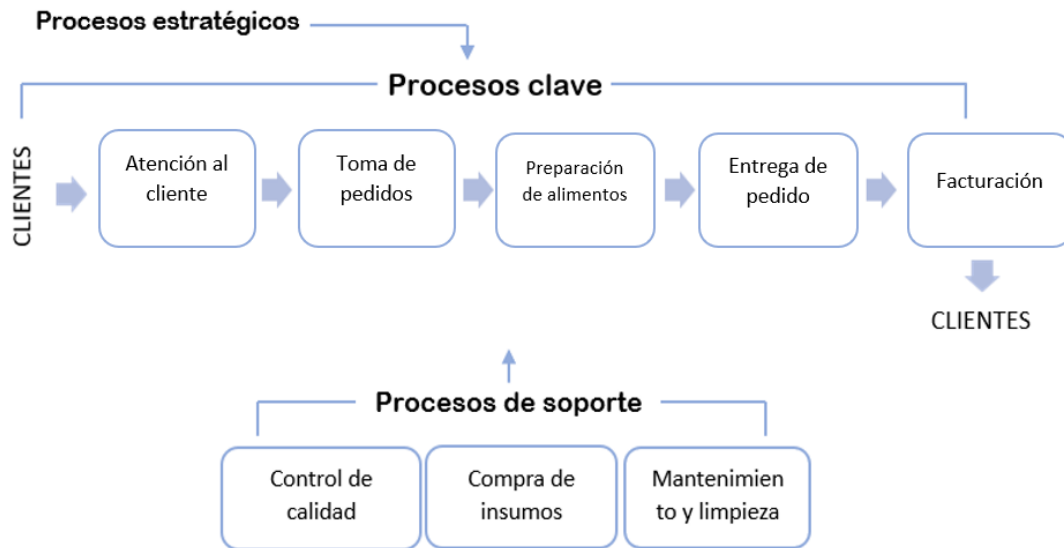 Procesos estratégicos
Procesos clave
CLIENTES
Atención al
cliente
Toma de
pedidos
Preparación
de alimentos
Entrega de
pedido
Facturación
CLIENTES
Procesos de soporte
Control de
calidad
Compra de
insumos
Mantenimien
to y limpieza